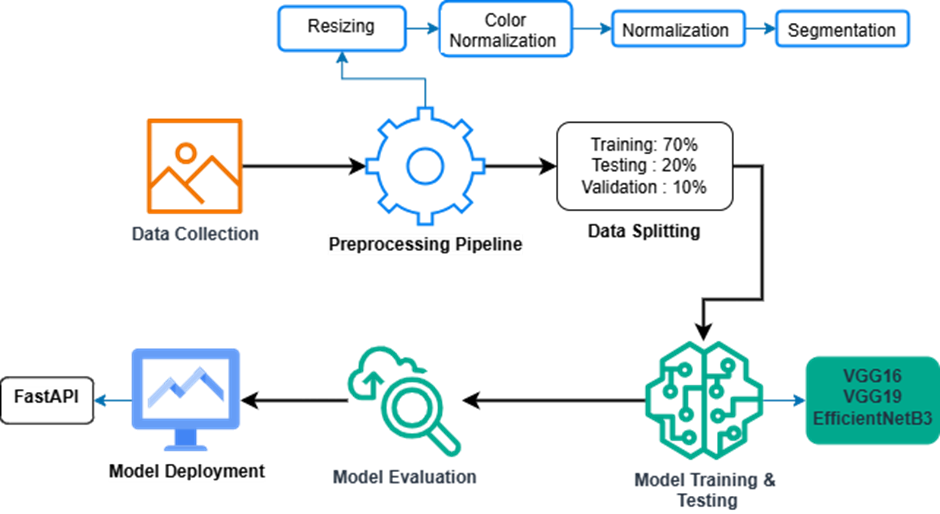 Resizing
Color
Normalization
Normalization
Segmentation
Training: 70%
Testing : 20%
Validation : 10%
Data Collection
Preprocessing Pipeline
Data Splitting
FastAPI
VGG16
VGG19
EfficientNetB3
Model Deployment
Model Evaluation
Model Training &
Testing